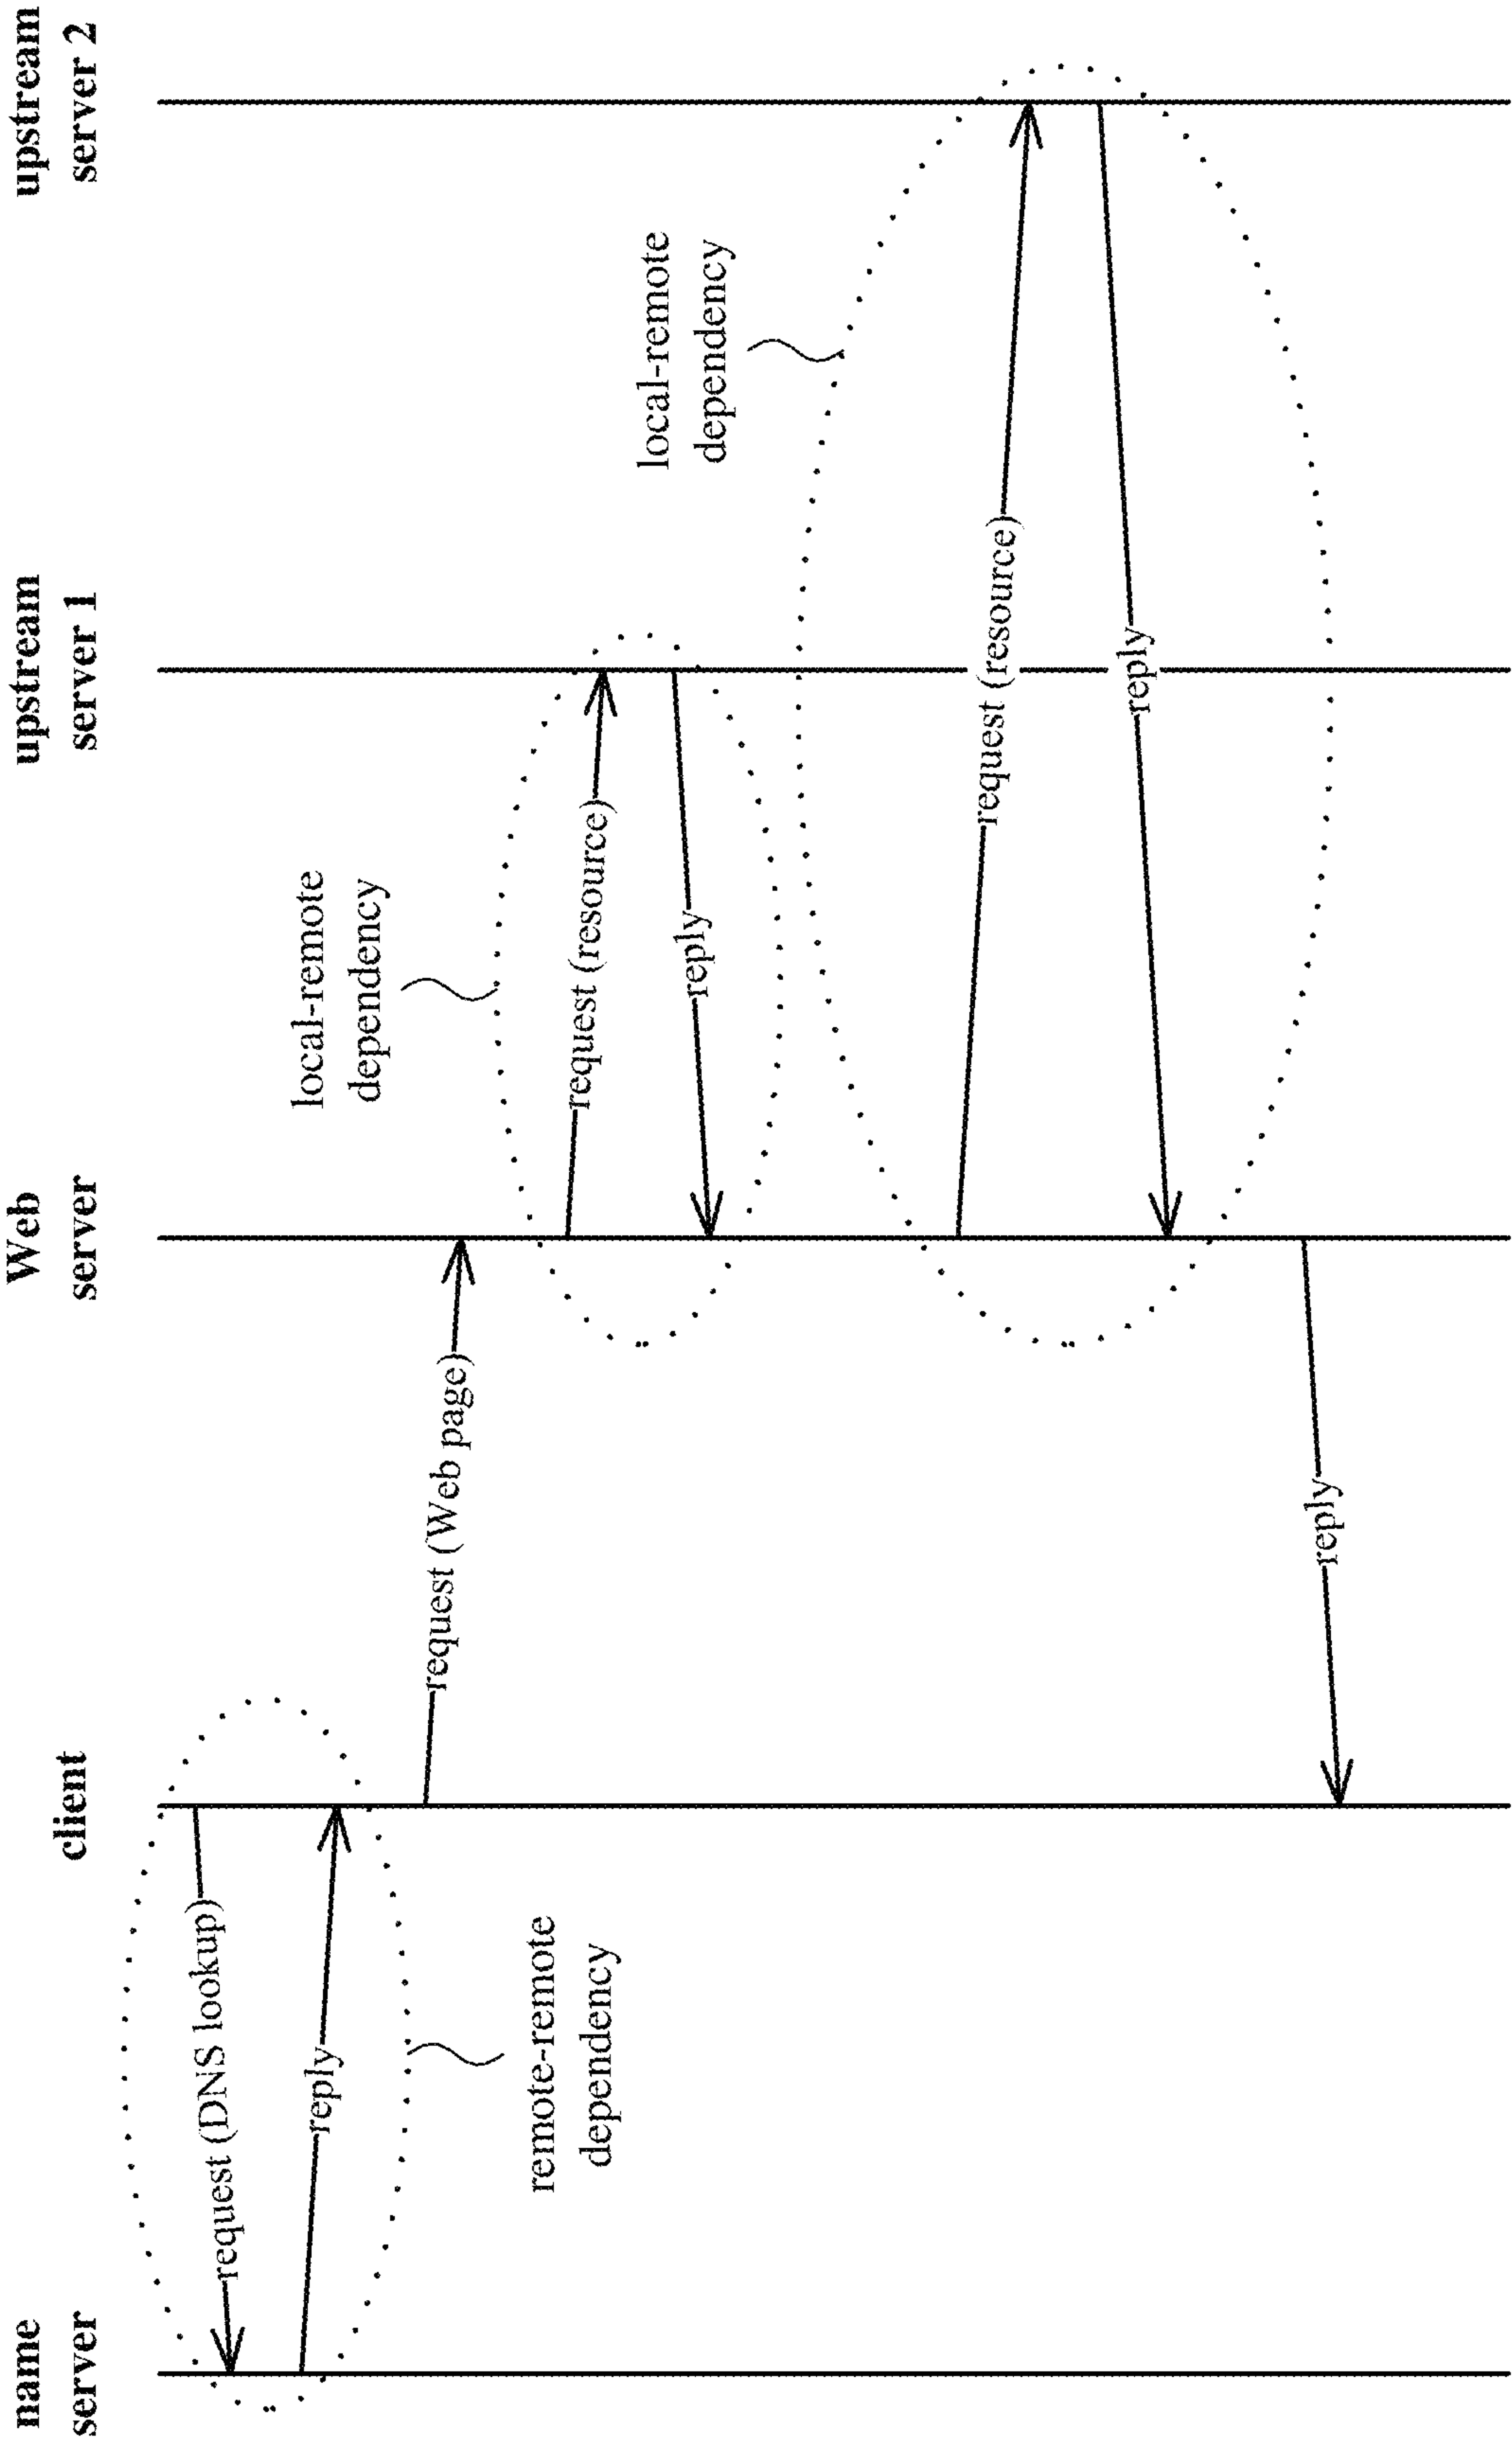 name
server
client
Web
server
upstream
server 1
upstream
server 2
request (DNS lookup)
reply
remote-remote
dependency
request (Web page)
local-remote
dependency
request (resource)
reply
local-remote
dependency
request (resource)
reply
reply